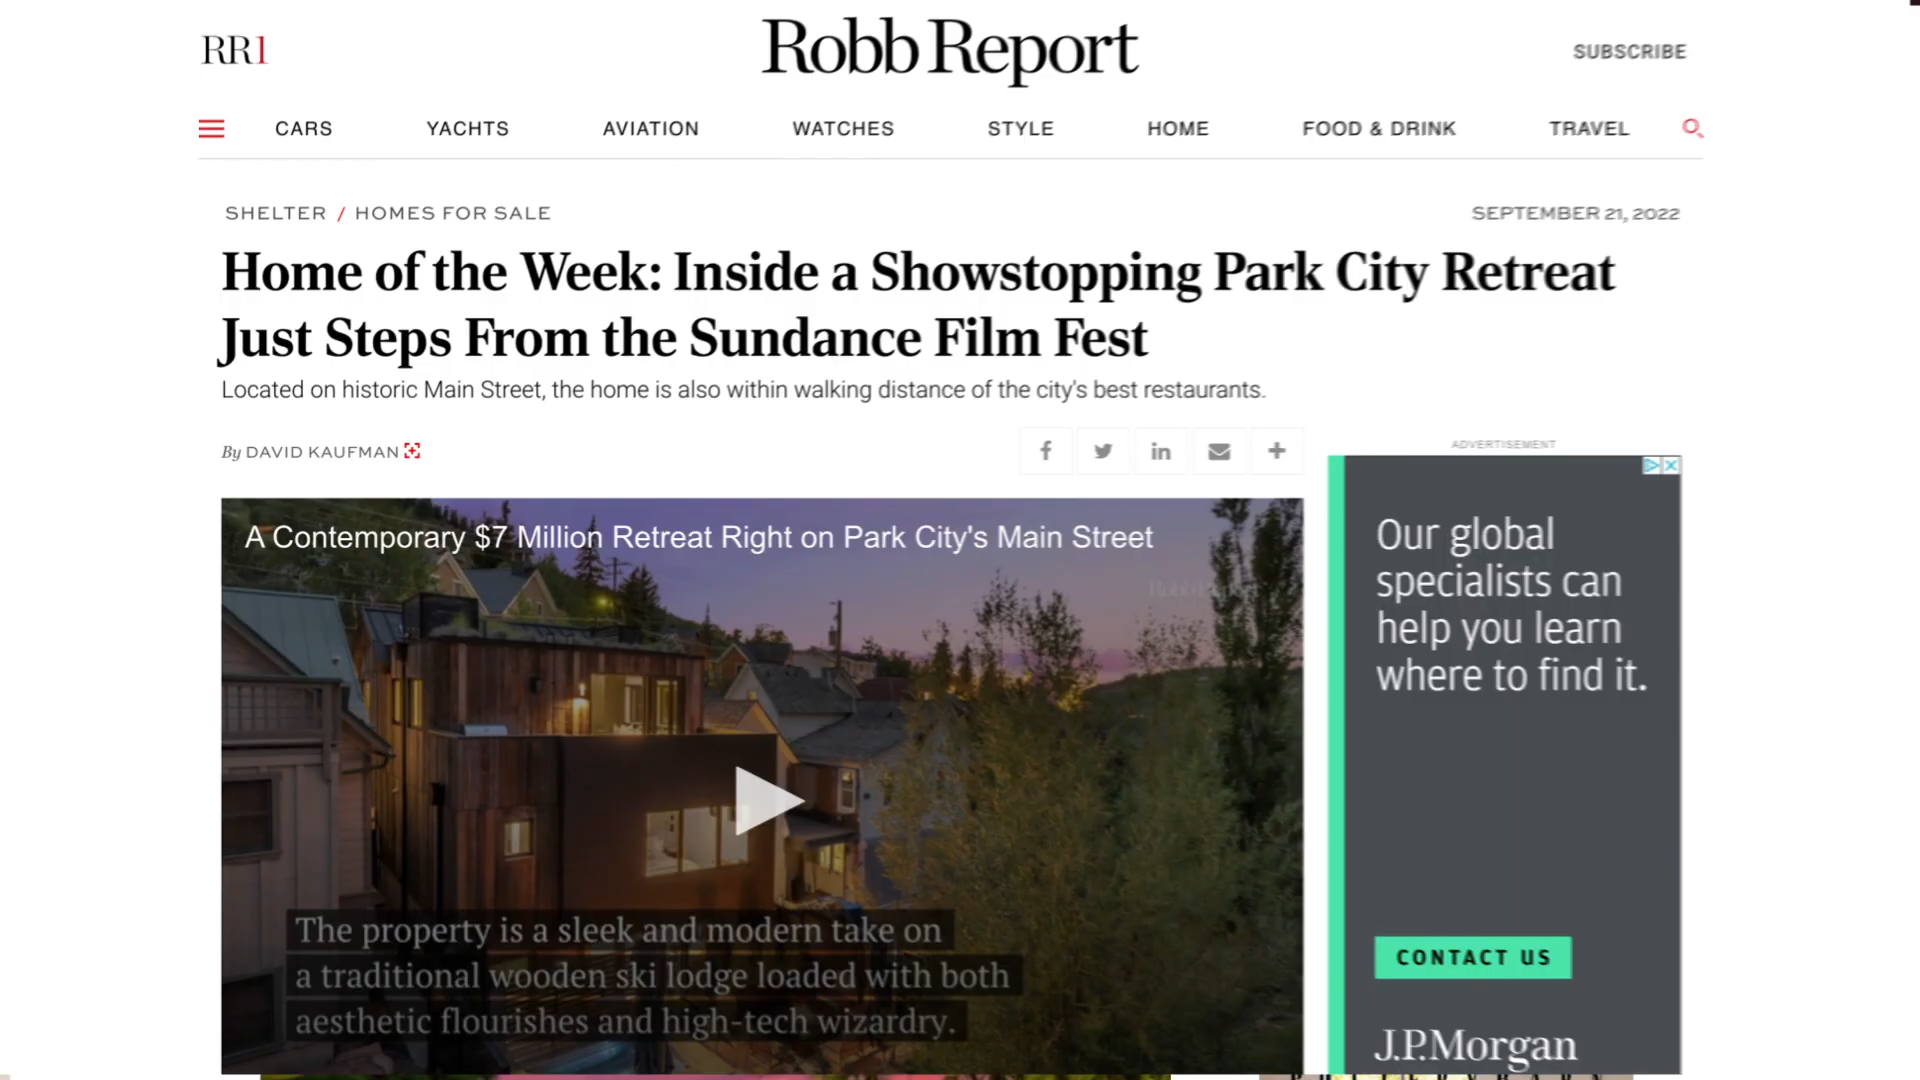 RR1
Robb Report
SUBSCRIBE
CARS YACHTS AVIATION WATCHES STYLE HOME FOOD & DRINK TRAVEL
SHELTER / HOMES FOR SALE
SEPTEMBER 21, 2022
Home of the Week: Inside a Showstopping Park City Retreat
Just Steps From the Sundance Film Fest
Located on historic Main Street, the home is also within walking distance of the city's best restaurants.
By DAVID KAUFMAN
A Contemporary $7 Million Retreat Right on Park City's Main Street
Robb Report
The property is a sleek and modern take on
a traditional wooden ski lodge loaded with both
aesthetic flourishes and high-tech wizardry.
ADVERTISEMENT
Our global
specialists can
help you learn
where to find it.
CONTACT US
J.P.Morgan